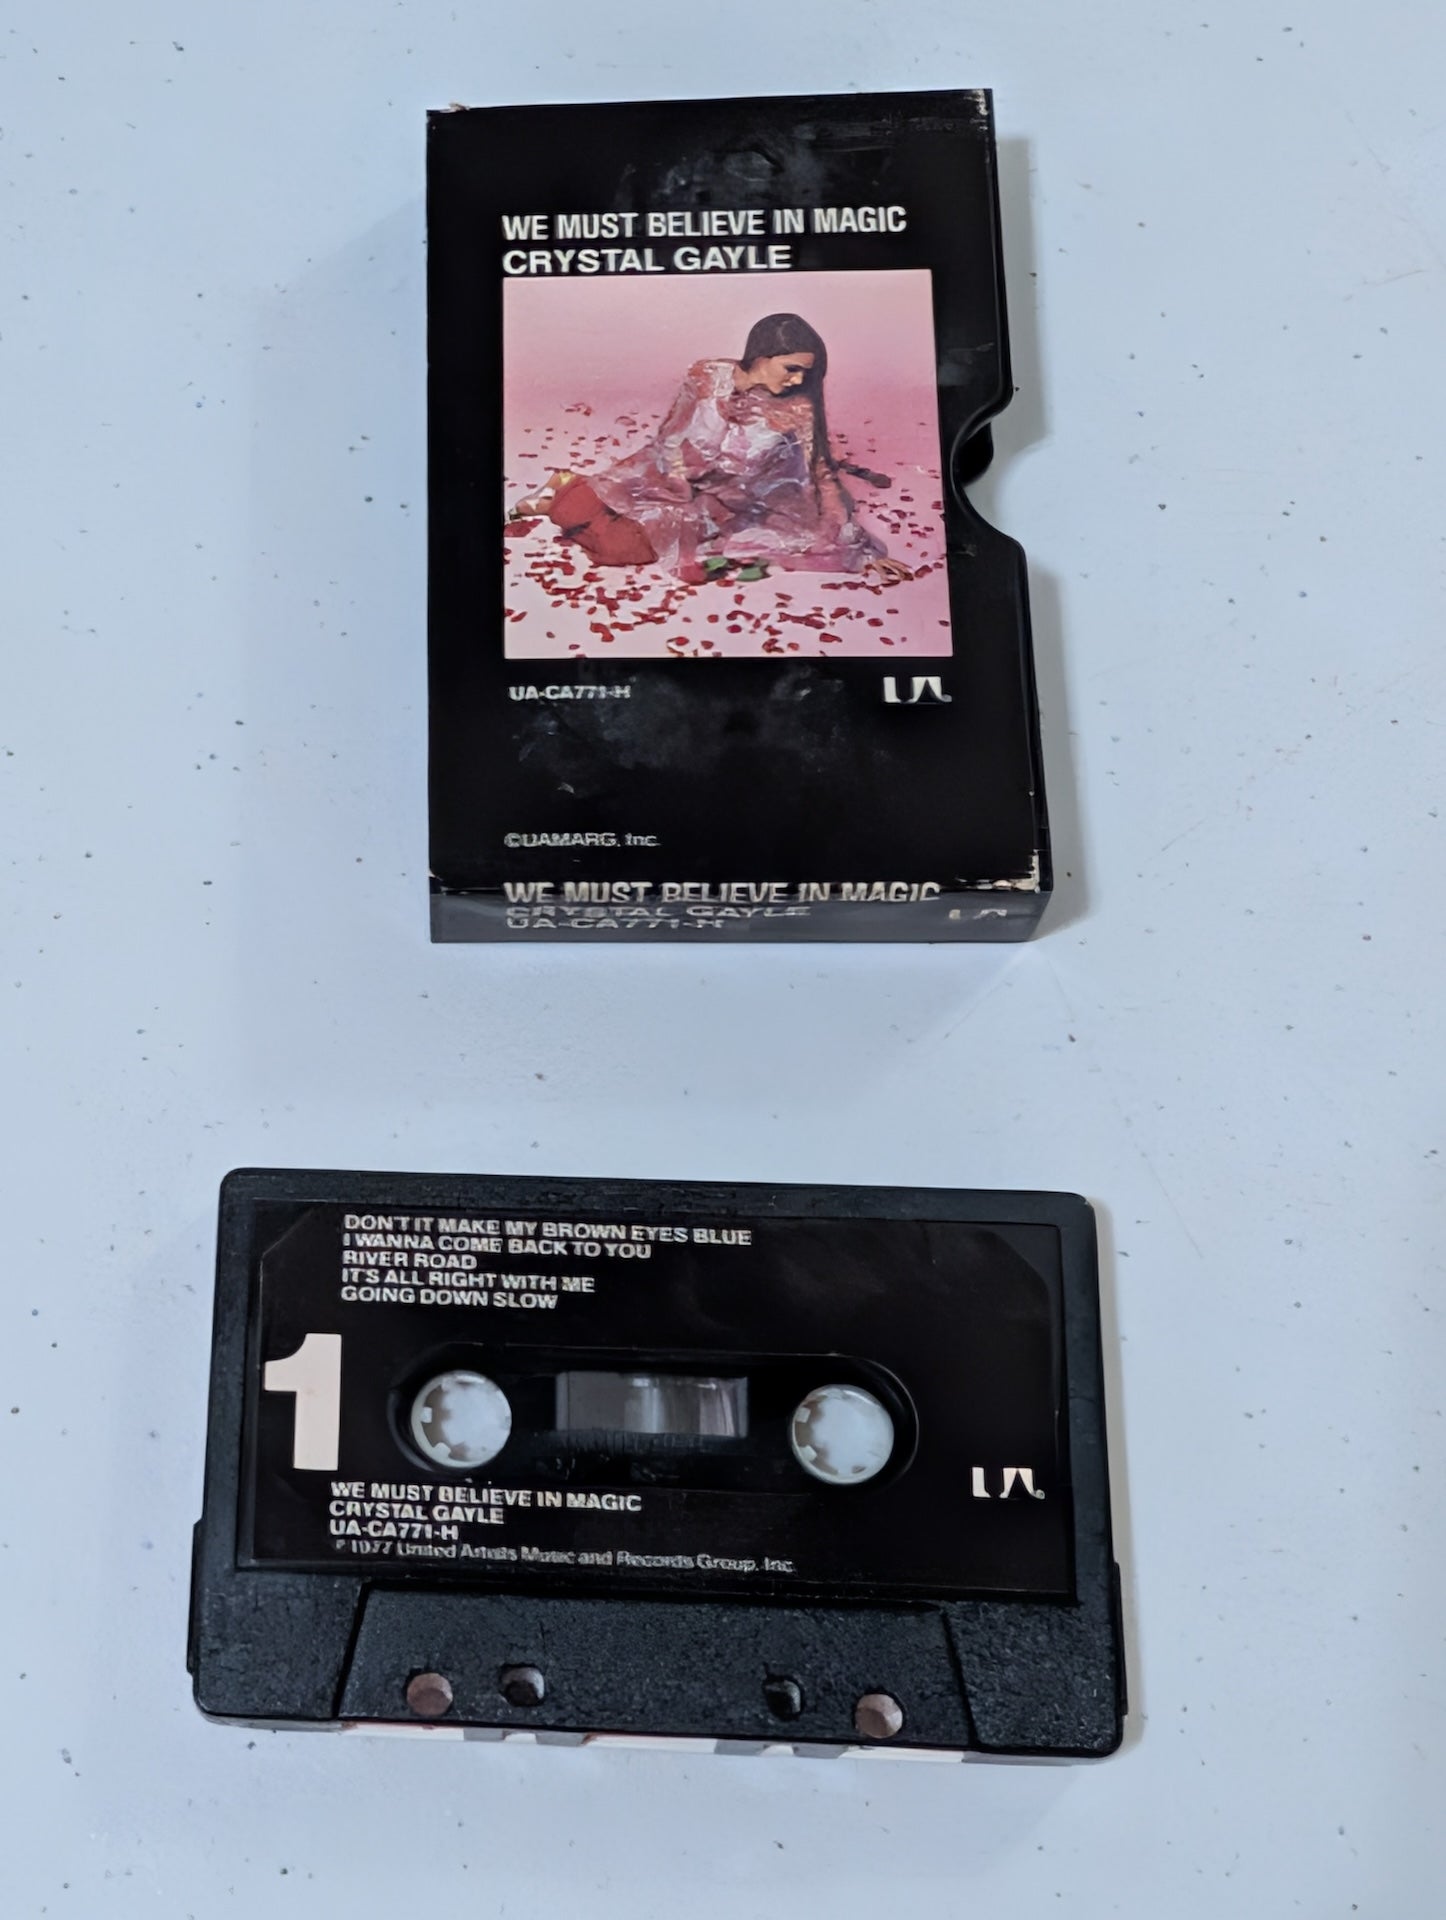 WE MUST BELIEVE IN MAGIC
CRYSTAL GAYLE
UA-CA771-H
UA
©UAMARG, Inc.
WE MUST BELIEVE IN MAGIC
CRYSTAL GAYLE
UA
UA-CA771-H
DON'T IT MAKE MY BROWN EYES BLUE
I WANNA COME BACK TO YOU
RIVER ROAD
IT'S ALL RIGHT WITH ME
GOING DOWN SLOW
1
UA
WE MUST BELIEVE IN MAGIC
CRYSTAL GAYLE
UA-CA771-H
℗ 1977 United Artists Music and Records Group, Inc.